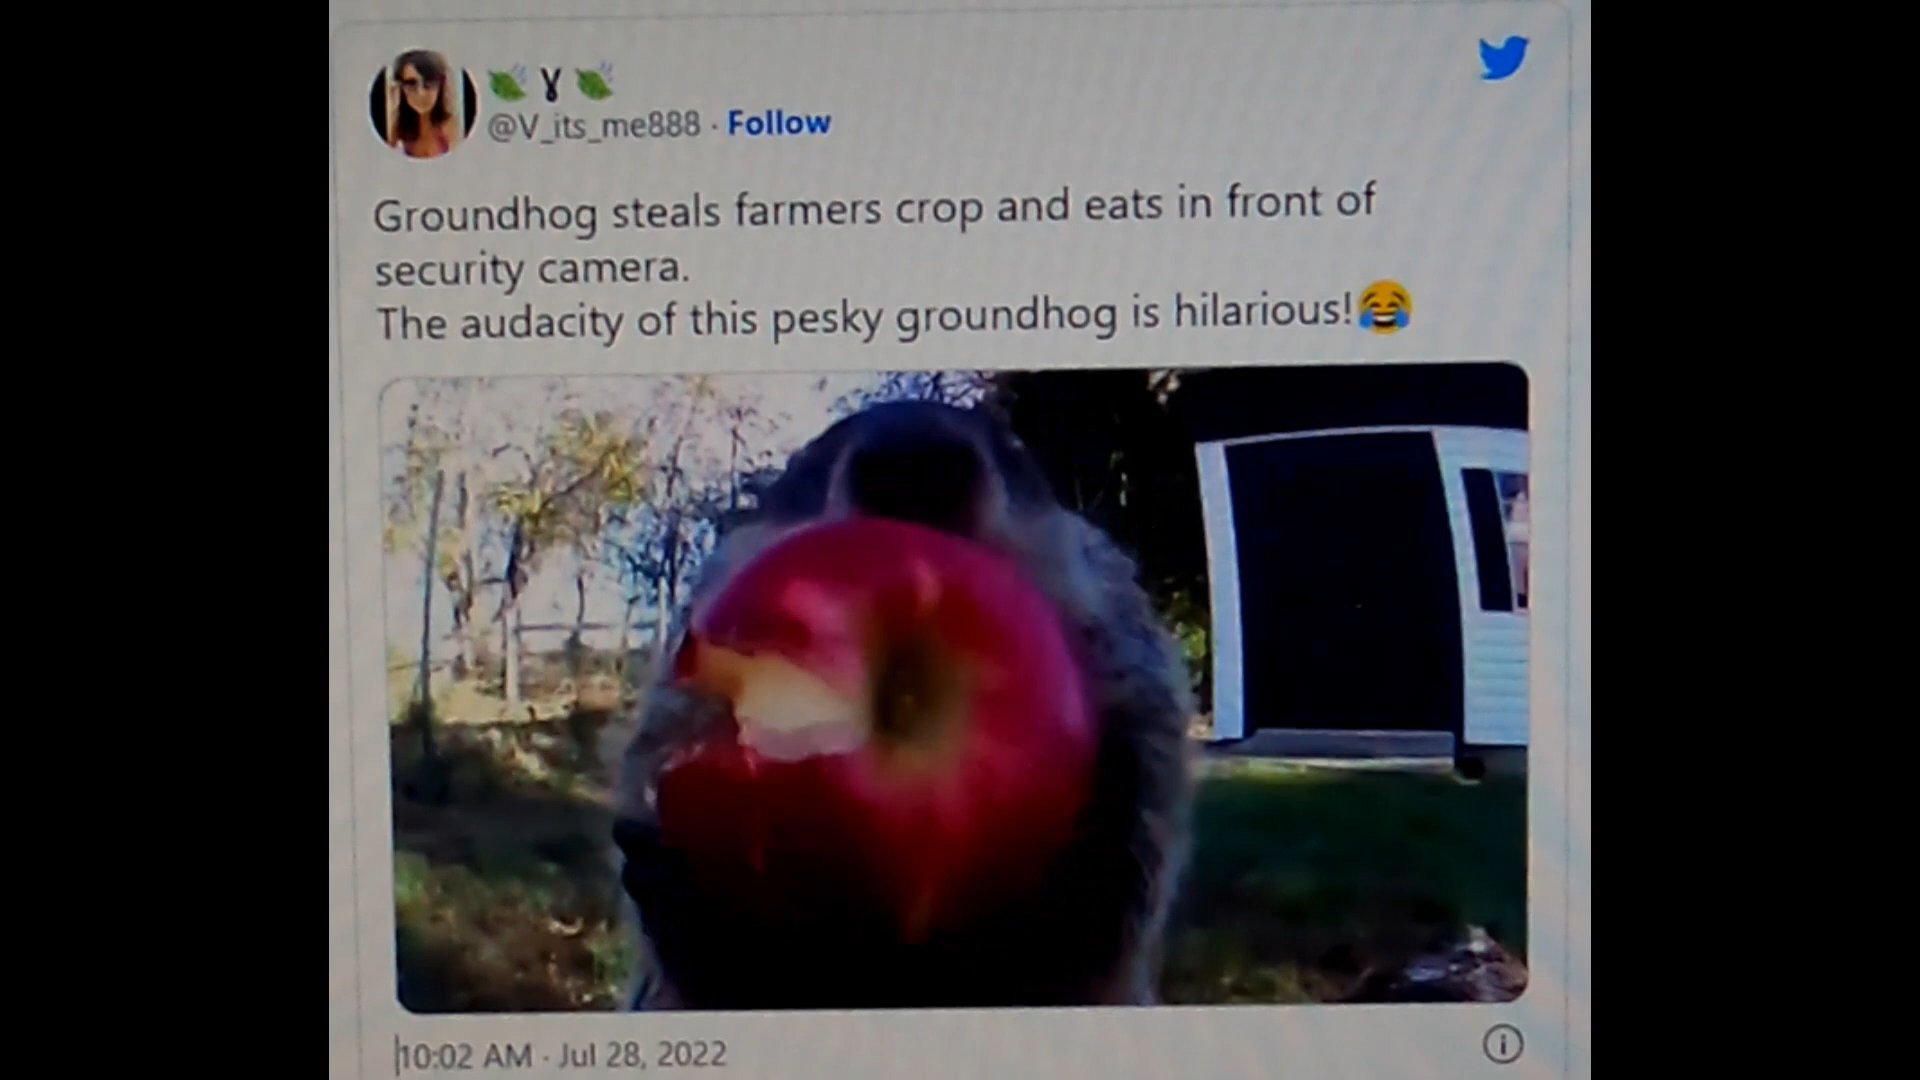 🍃 Ɣ 🍃
@V_its_me888 · Follow
Groundhog steals farmers crop and eats in front of
security camera.
The audacity of this pesky groundhog is hilarious!😂
10:02 AM · Jul 28, 2022